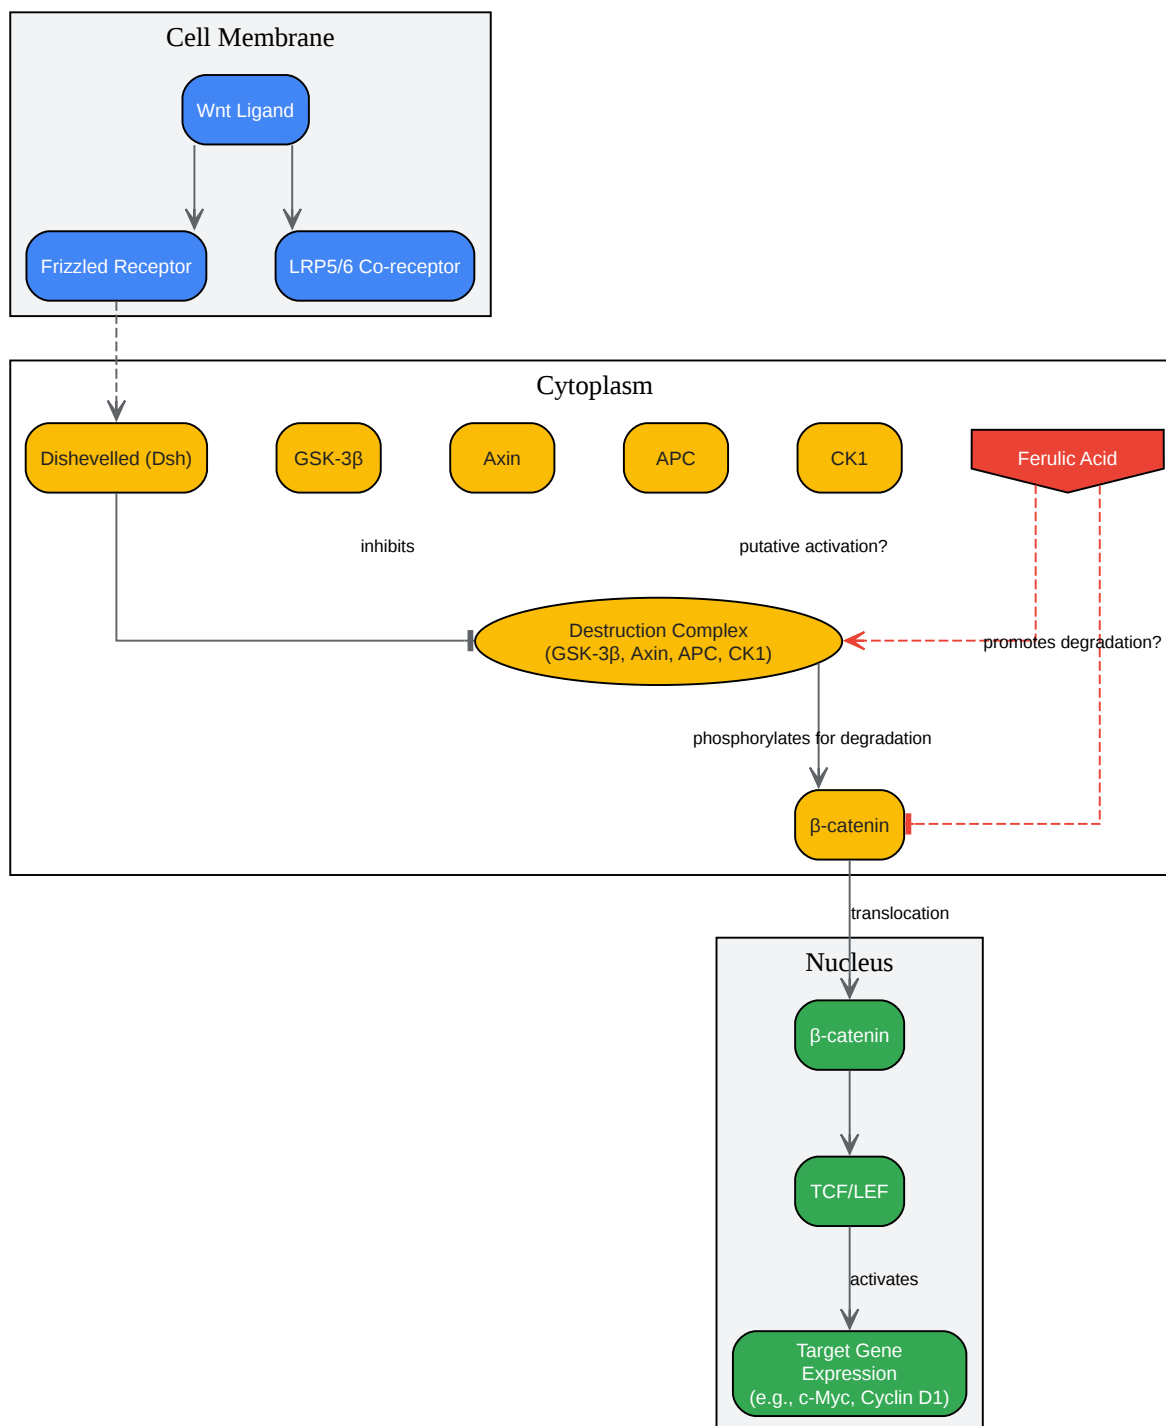 Cell Membrane
Wnt Ligand
Frizzled Receptor
LRP5/6 Co-receptor
Cytoplasm
Dishevelled (Dsh)
GSK-3β
Axin
APC
CK1
Ferulic Acid
inhibits
putative activation?
Destruction Complex
(GSK-3β, Axin, APC, CK1)
promotes degradation?
phosphorylates for degradation
β-catenin
translocation
Nucleus
β-catenin
TCF/LEF
activates
Target Gene
Expression
(e.g., c-Myc, Cyclin D1)